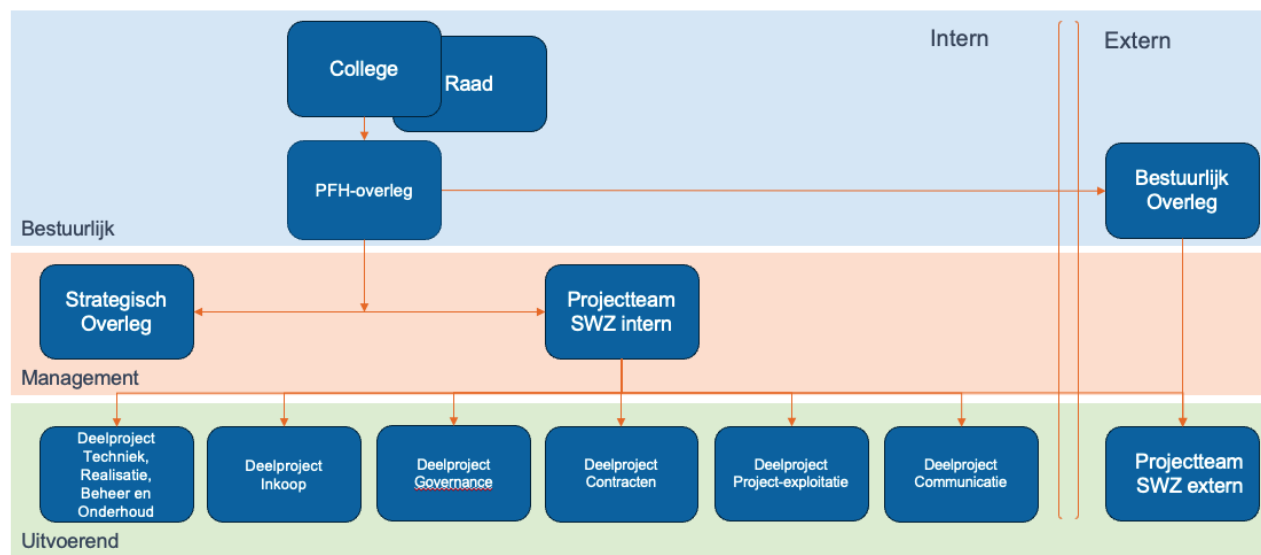 Intern
Extern
College
Raad
PFH-overleg
Bestuurlijk
Overleg
Bestuurlijk
Strategisch
Overleg
Projectteam
SWZ intern
Management
Deelproject
Techniek,
Realisatie,
Beheer en
Onderhoud
Deelproject
Inkoop
Deelproject
Governance
Deelproject
Contracten
Deelproject
Project-exploitatie
Deelproject
Communicatie
Projectteam
SWZ extern
Uitvoerend